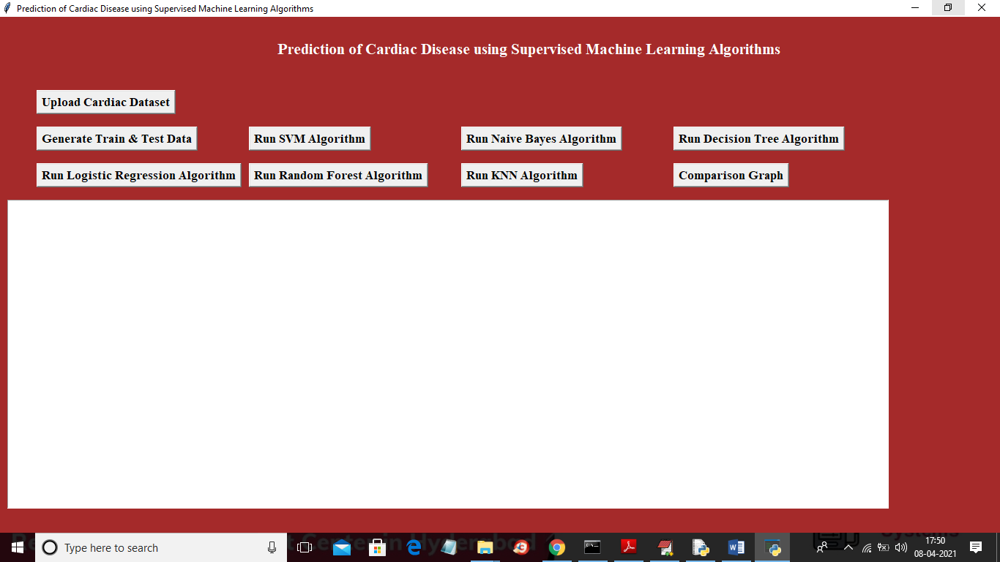 Prediction of Cardiac Disease using Supervised Machine Learning Algorithms
Prediction of Cardiac Disease using Supervised Machine Learning Algorithms
Upload Cardiac Dataset
Generate Train & Test Data
Run SVM Algorithm
Run Naive Bayes Algorithm
Run Decision Tree Algorithm
Run Logistic Regression Algorithm
Run Random Forest Algorithm
Run KNN Algorithm
Comparison Graph
Type here to search
Center in
Systems
17:50
08-04-2021